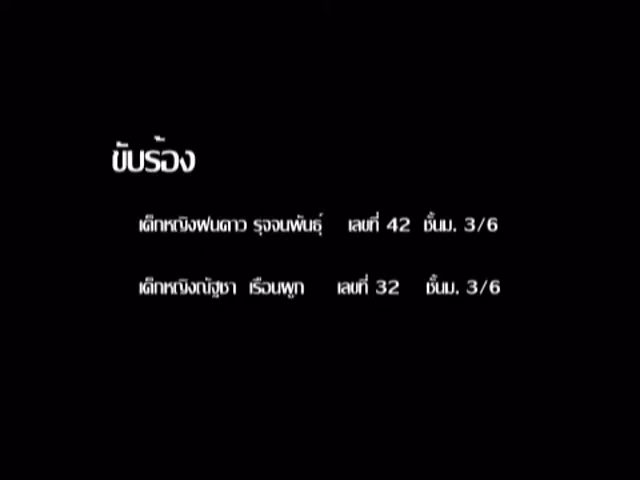 ขับร้อง
เด็กหญิงฝนดาว รุจจนพันธุ์ เลขที่ 42 ชั้นม. 3/6
เด็กหญิงณัฐชา เรือนพูก เลขที่ 32 ชั้นม. 3/6